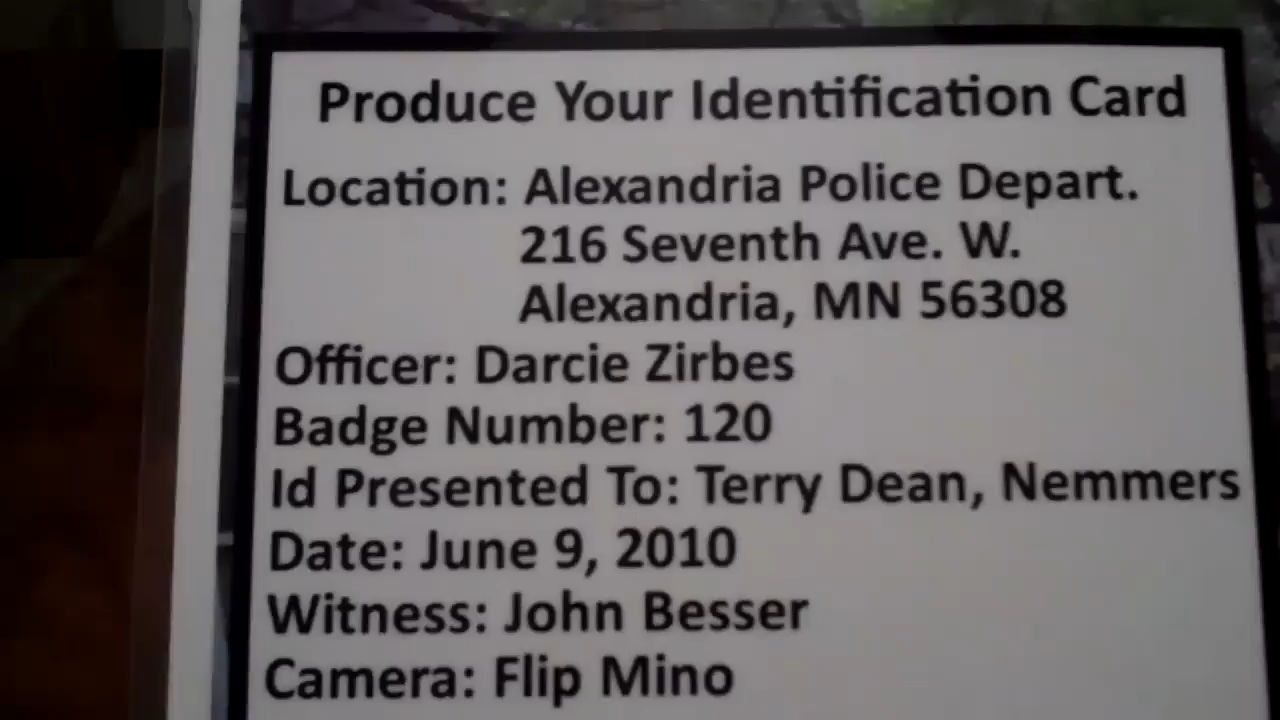 Produce Your Identification Card
Location: Alexandria Police Depart.
216 Seventh Ave. W.
Alexandria, MN 56308
Officer: Darcie Zirbes
Badge Number: 120
Id Presented To: Terry Dean, Nemmers
Date: June 9, 2010
Witness: John Besser
Camera: Flip Mino